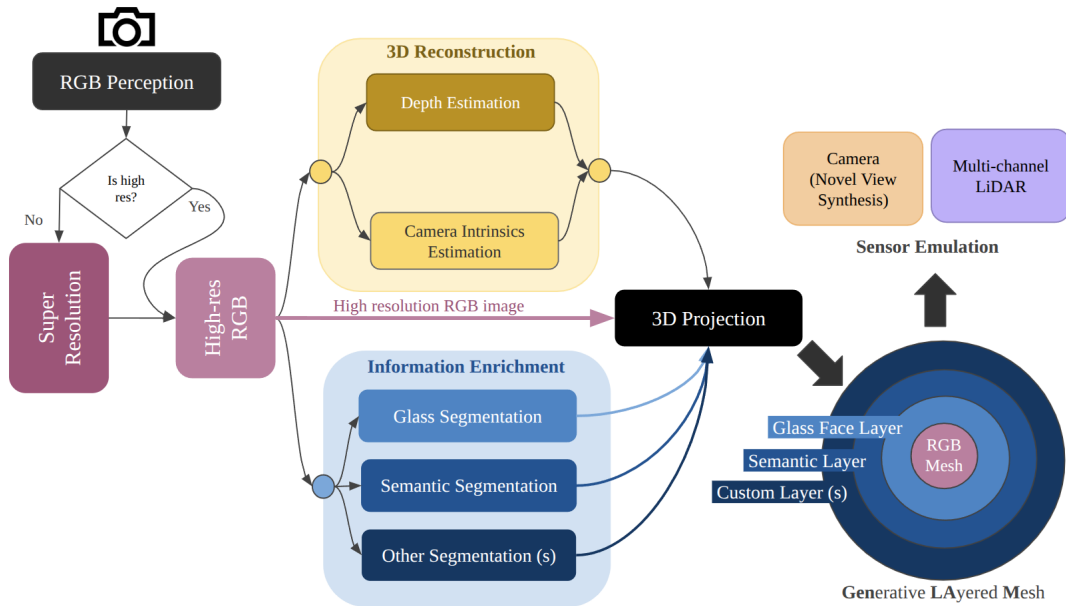 RGB Perception
Is high
res?
No
Yes
Super
Resolution
High-res
RGB
3D Reconstruction
Depth Estimation
Camera Intrinsics
Estimation
High resolution RGB image
Information Enrichment
Glass Segmentation
Semantic Segmentation
Other Segmentation (s)
3D Projection
Camera
(Novel View
Synthesis)
Multi-channel
LiDAR
Sensor Emulation
Glass Face Layer
Semantic Layer
Custom Layer (s)
RGB
Mesh
Generative LAyered Mesh